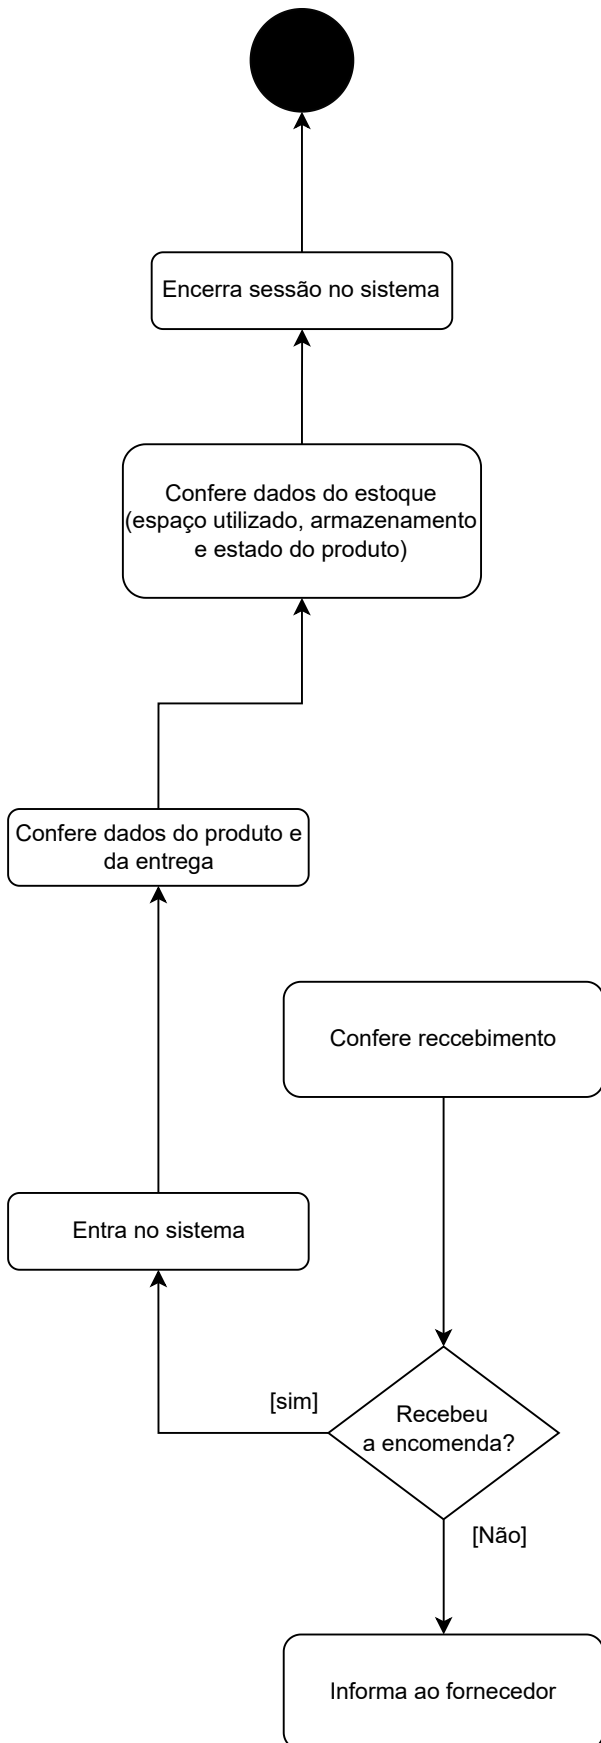 Encerra sessão no sistema
Confere dados do estoque
(espaço utilizado, armazenamento
e estado do produto)
Confere dados do produto e
da entrega
Confere reccebimento
Entra no sistema
[sim]
Recebeu
a encomenda?
[Não]
Informa ao fornecedor